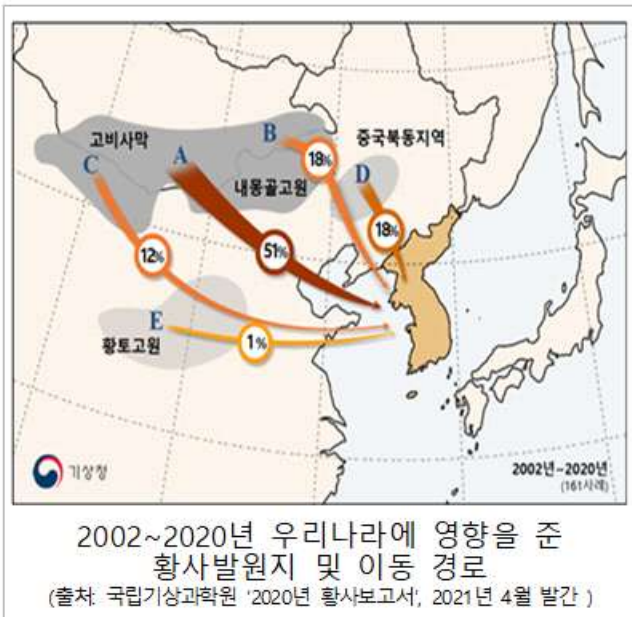 고비사막
B
중국북동지역
C
A
18%
내몽골고원
D
12%
51%
18%
E
황토고원
1%
기상청
2002년~2020년
(161사례)
2002~2020년 우리나라에 영향을 준
황사발원지 및 이동 경로
(출처: 국립기상과학원 '2020년 황사보고서', 2021년 4월 발간 )